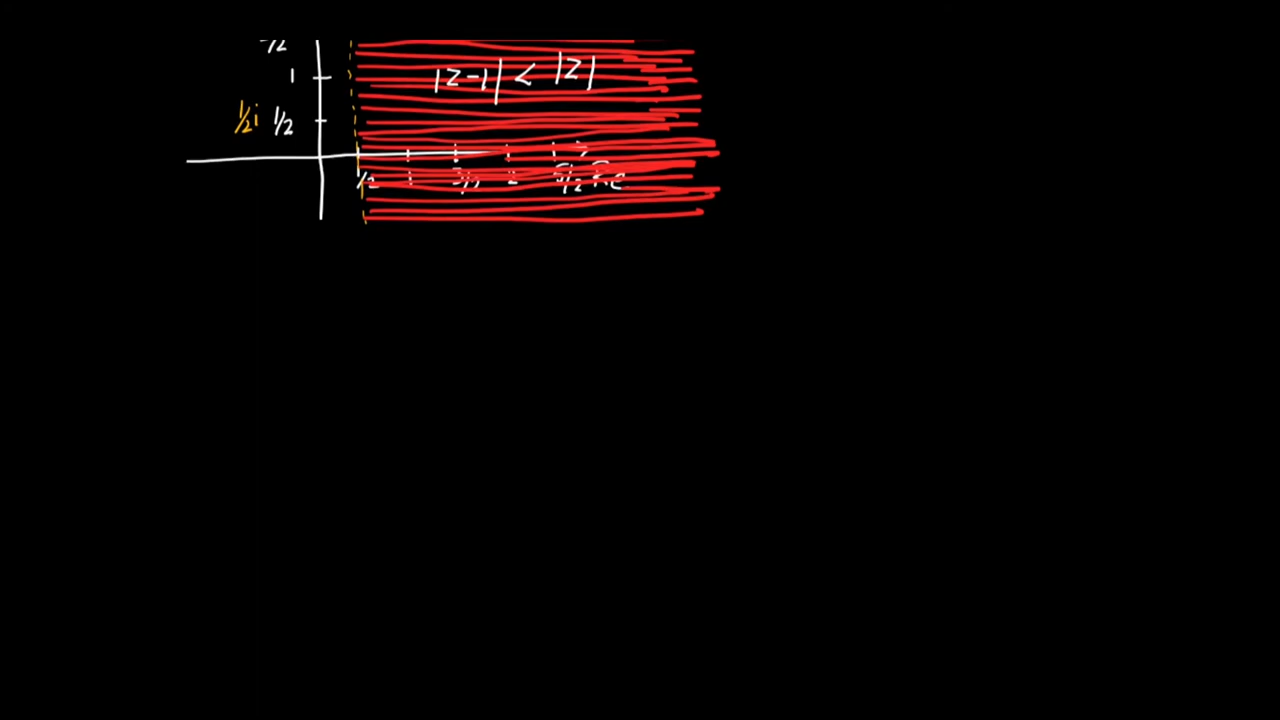 1
|z-1| < |z|
½i ½
½ 1 3/2 2 5/2 Re